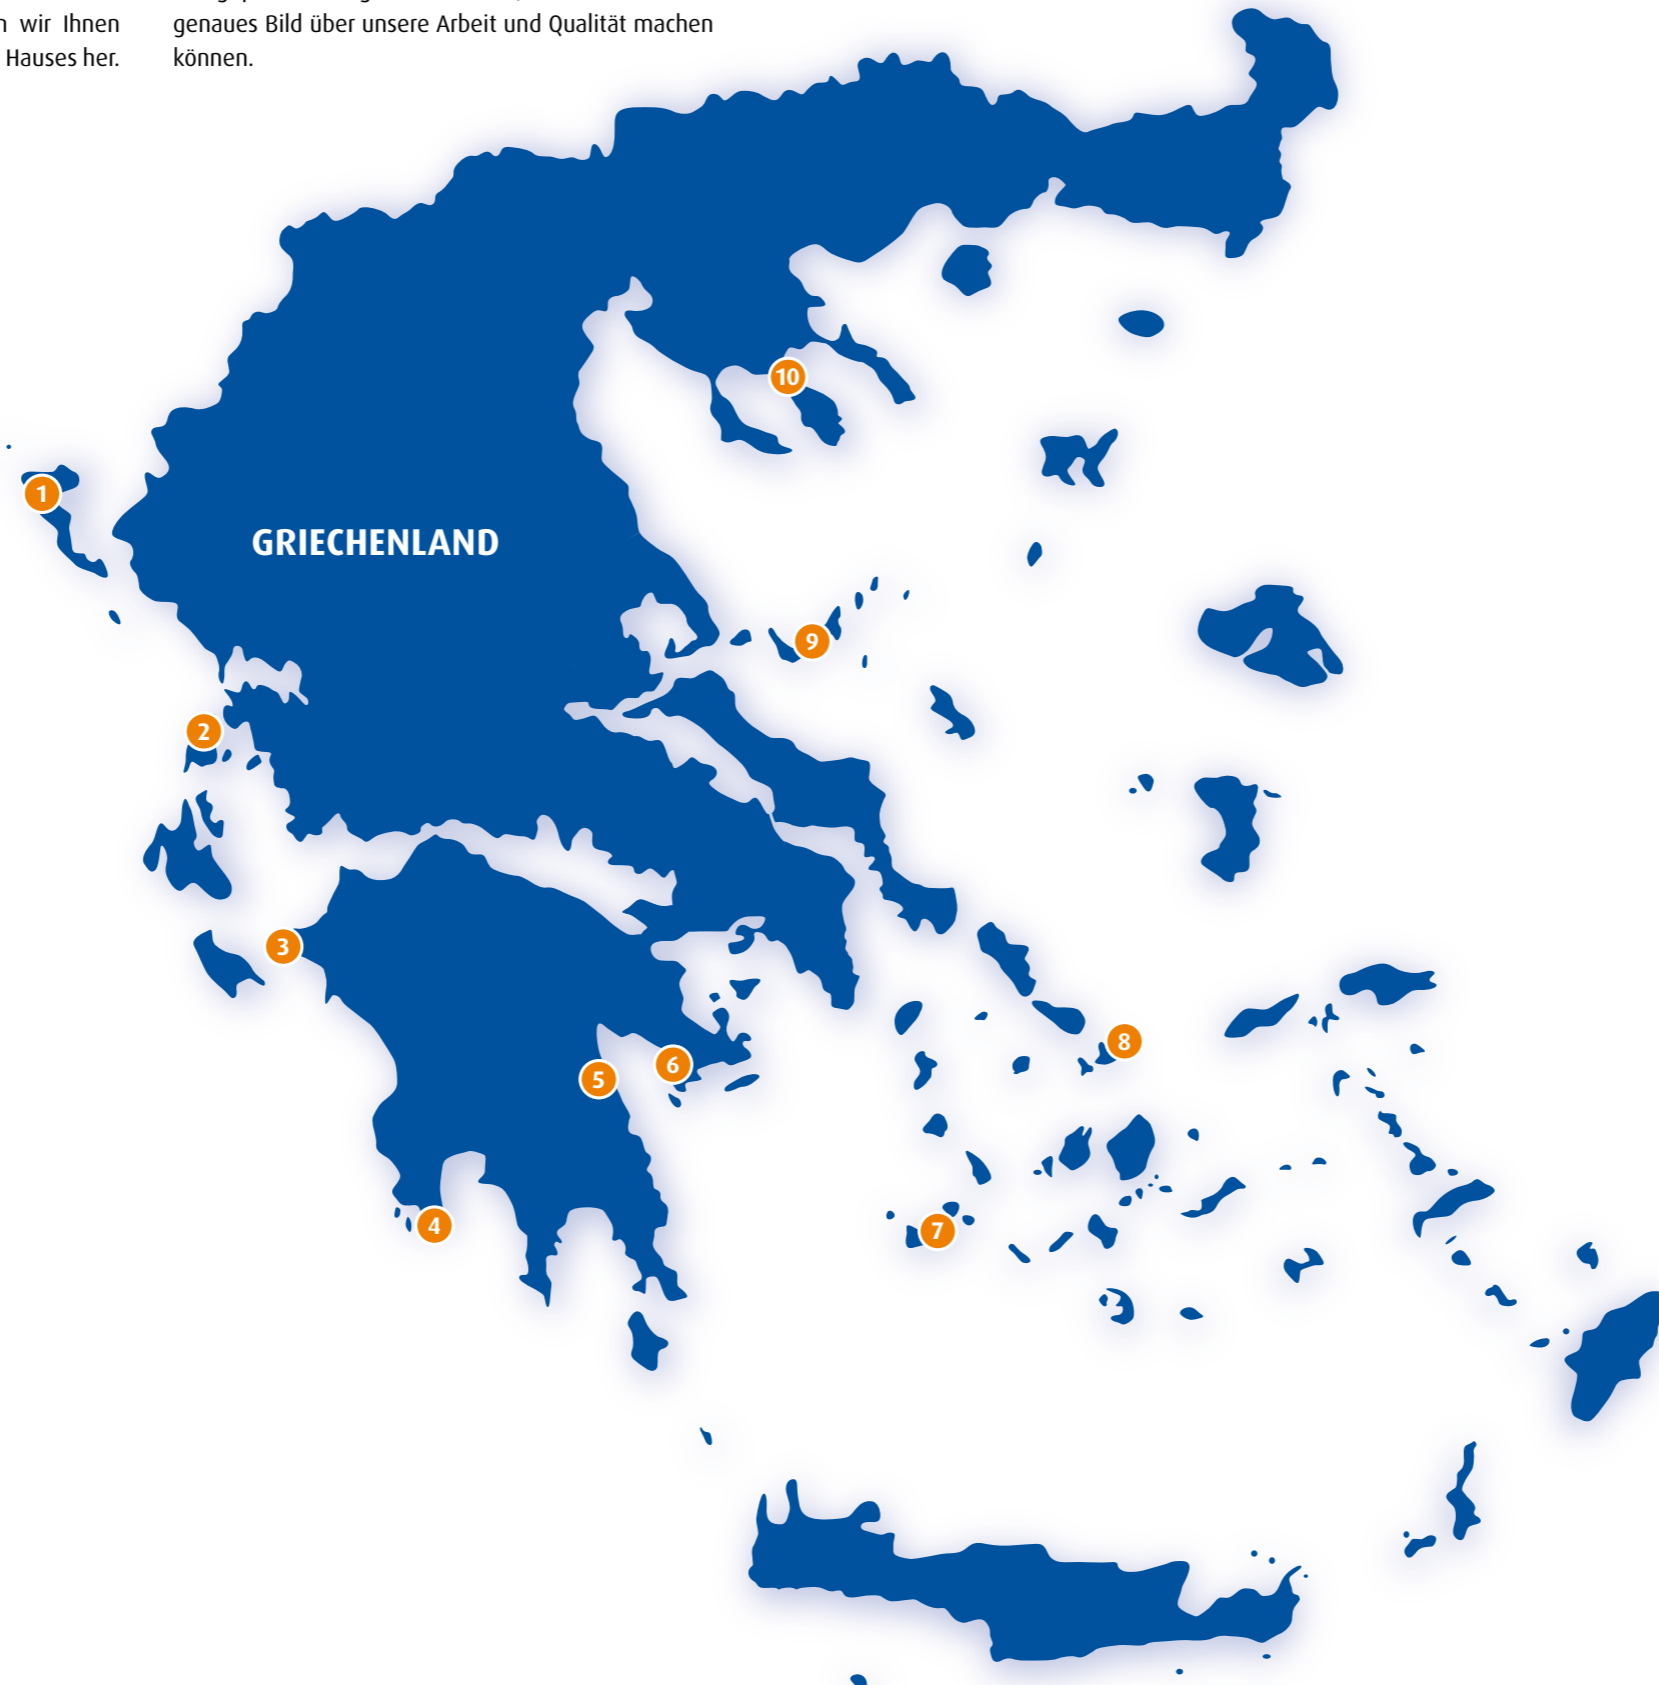 wir Ihnen
Hauses her.
genaues Bild über unsere Arbeit und Qualität machen
können.
10
1
GRIECHENLAND
9
2
3
8
6
5
4
7